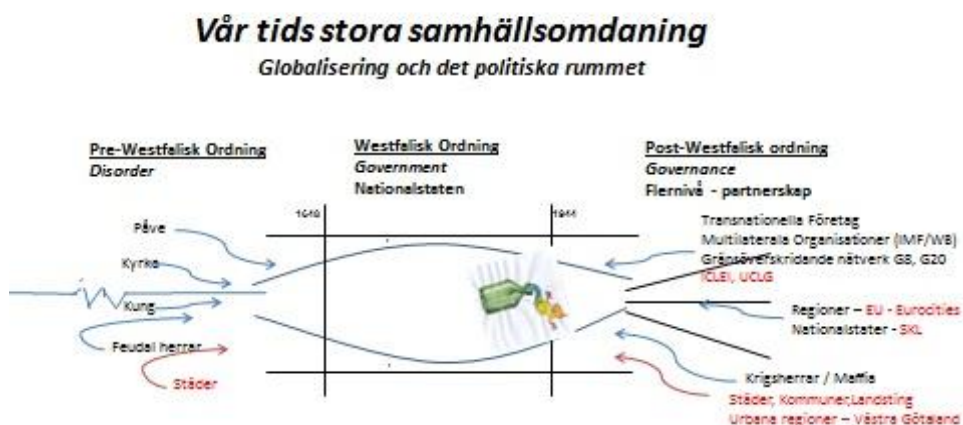 Vår tids stora samhällsomdaning
Globalisering och det politiska rummet
Pre-Westfalisk Ordning
Disorder
Westfalisk Ordning
Government
Nationalstaten
Post-Westfalisk ordning
Governance
Flernivå - partnerskap
1648
1944
Påve
Kyrka
Kung
Feudal herrar
Städer
Transnationella Företag
Multilaterala Organisationer (IMF/WB)
Gränsöverskridande nätverk G8, G20
ICLEI, UCLG
Regioner – EU - Eurocities
Nationalstater - SKL
Krigsherrar / Maffia
Städer, Kommuner,Landsting
Urbana regioner – Västra Götaland